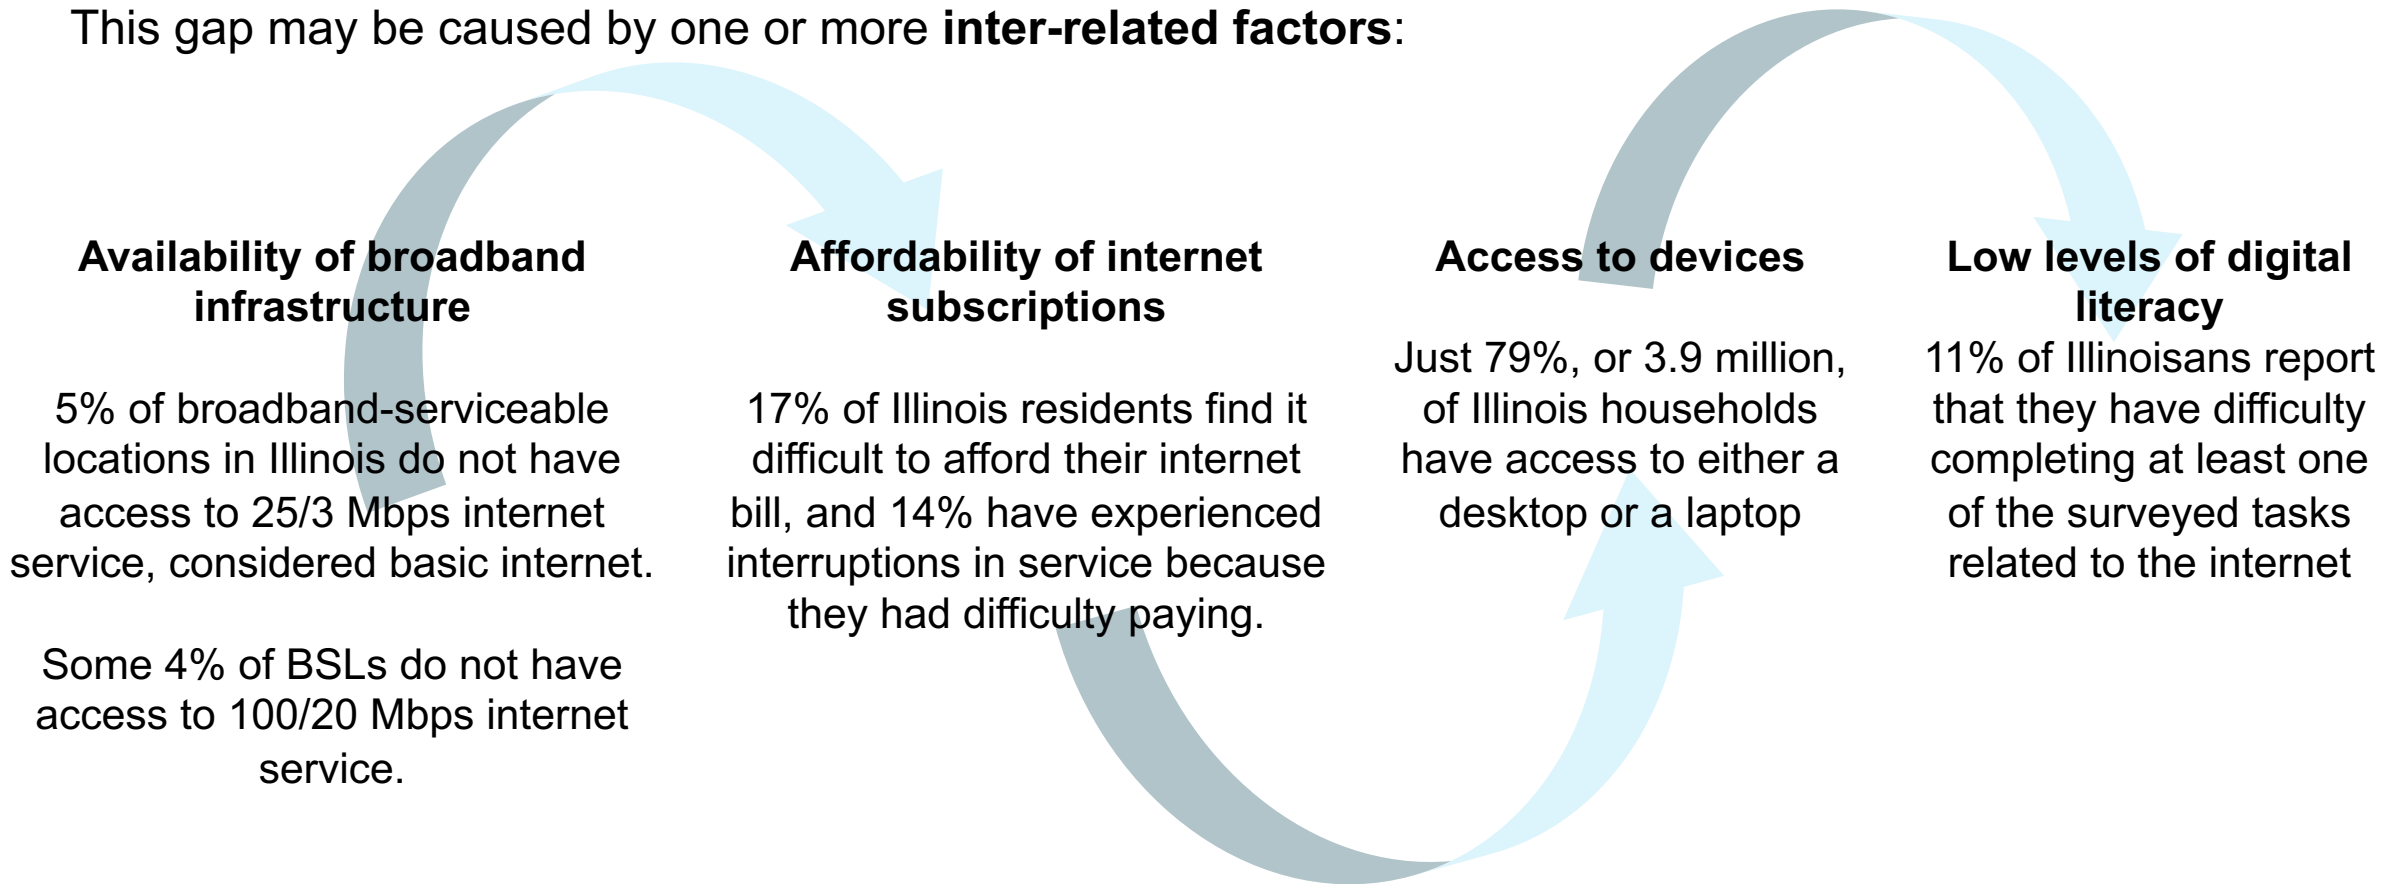 This gap may be caused by one or more inter-related factors:
Availability of broadband
infrastructure
5% of broadband-serviceable
locations in Illinois do not have
access to 25/3 Mbps internet
service, considered basic internet.
Some 4% of BSLs do not have
access to 100/20 Mbps internet
service.
Affordability of internet
subscriptions
17% of Illinois residents find it
difficult to afford their internet
bill, and 14% have experienced
interruptions in service because
they had difficulty paying.
Access to devices
Just 79%, or 3.9 million,
of Illinois households
have access to either a
desktop or a laptop
Low levels of digital
literacy
11% of Illinoisans report
that they have difficulty
completing at least one
of the surveyed tasks
related to the internet